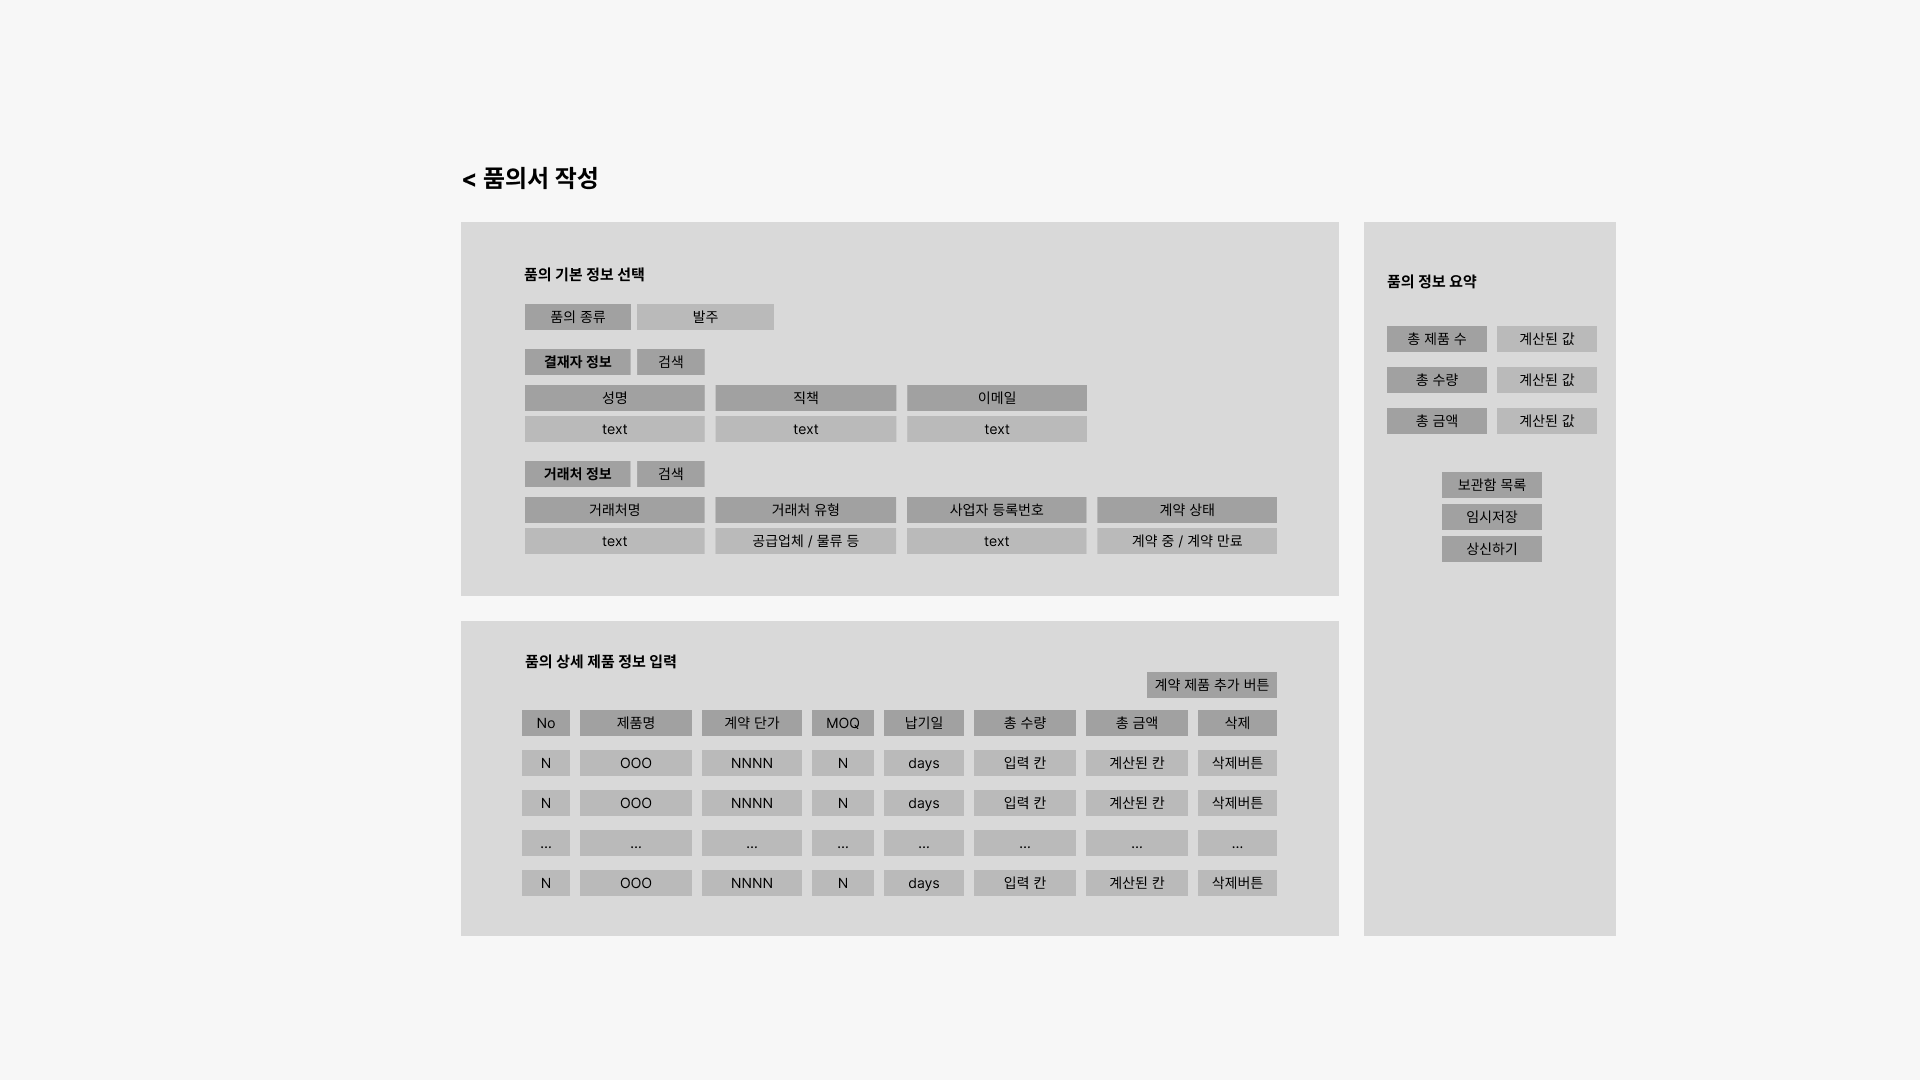 < 품의서 작성
품의 기본 정보 선택
품의 종류 발주
결재자 정보 검색
성명 직책 이메일
text text text
거래처 정보 검색
거래처명 거래처 유형 사업자 등록번호 계약 상태
text 공급업체 / 물류 등 text 계약 중 / 계약 만료
품의 상세 제품 정보 입력
계약 제품 추가 버튼
No 제품명 계약 단가 MOQ 납기일 총 수량 총 금액 삭제
N OOO NNNN N days 입력 칸 계산된 칸 삭제버튼
N OOO NNNN N days 입력 칸 계산된 칸 삭제버튼
... ... ... ... ... ... ... ...
N OOO NNNN N days 입력 칸 계산된 칸 삭제버튼
품의 정보 요약
총 제품 수 계산된 값
총 수량 계산된 값
총 금액 계산된 값
보관함 목록
임시저장
상신하기